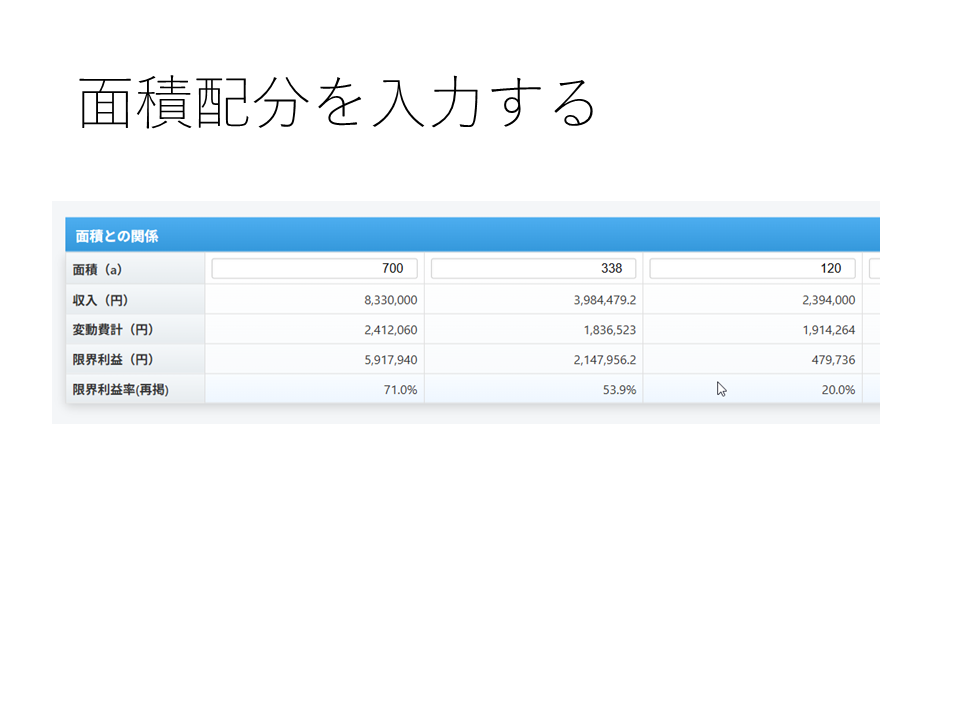 面積配分を入力する
面積との関係
面積（a） 700 338 120
収入（円） 8,330,000 3,984,479.2 2,394,000
変動費計（円） 2,412,060 1,836,523 1,914,264
限界利益（円） 5,917,940 2,147,956.2 479,736
限界利益率(再掲) 71.0% 53.9% 20.0%